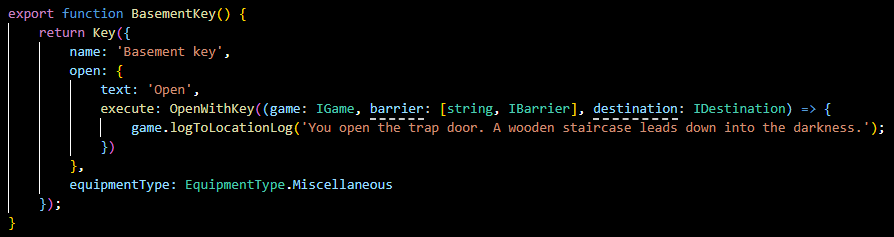 export function BasementKey() {
    return Key({
        name: 'Basement key',
        open: {
            text: 'Open',
            execute: OpenWithKey((game: IGame, barrier: [string, IBarrier], destination: IDestination) => {
                game.logToLocationLog('You open the trap door. A wooden staircase leads down into the darkness.');
            })
        },
        equipmentType: EquipmentType.Miscellaneous
    });
}